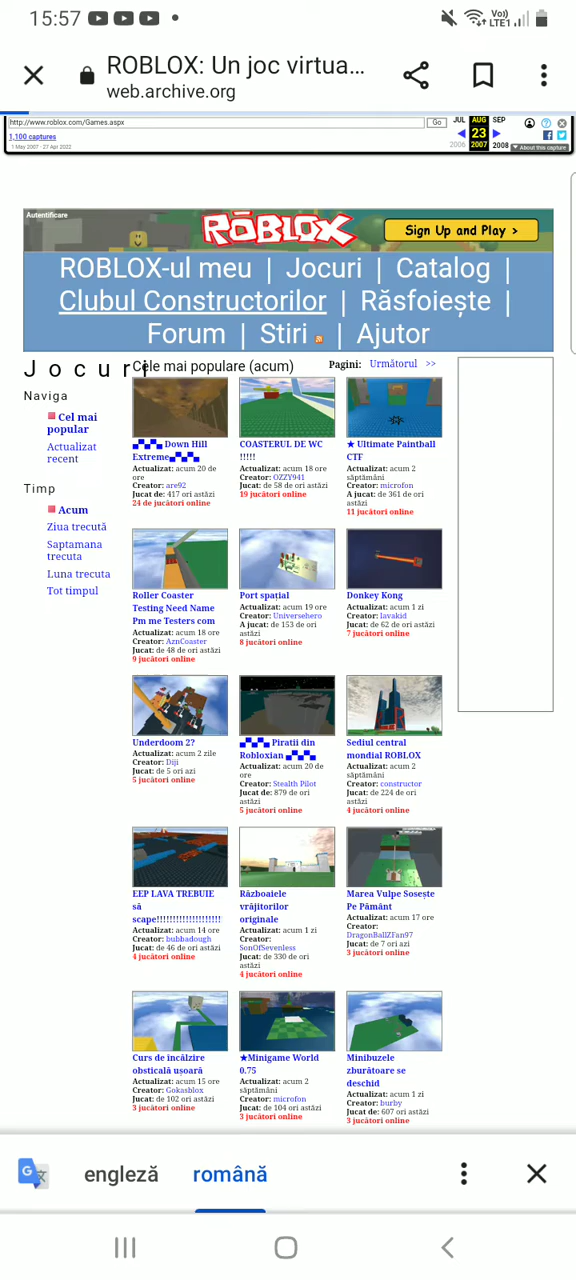 15:57
Vo)) LTE1
ROBLOX: Un joc virtua...
web.archive.org
http://www.roblox.com/Games.aspx
Go
JUL AUG SEP
1,100 captures
23
1 May 2007 - 27 Apr 2022
2006 2007 2008
About this capture
Autentificare
ROBLOX
Sign Up and Play >
ROBLOX-ul meu | Jocuri | Catalog |
Clubul Constructorilor | Răsfoiește |
Forum | Stiri | Ajutor
Jocuri
Cele mai populare (acum)
Pagini: Următorul >>
Naviga
Cel mai
popular
Actualizat
recent
Timp
Acum
Ziua trecută
Saptamana
trecuta
Luna trecuta
Tot timpul
▀▄▀▄▀▄ Down Hill
Extreme▀▄▀▄▀▄
Actualizat: acum 20 de
ore
Creator: are92
Jucat de: 417 ori astăzi
24 de jucători online
COASTERUL DE WC
!!!!!
Actualizat: acum 18 ore
Creator: OZZY941
Jucat: de 58 de ori astăzi
19 jucători online
★ Ultimate Paintball
CTF
Actualizat: acum 2
săptămâni
Creator: microfon
A jucat: de 361 de ori
astăzi
11 jucători online
Roller Coaster
Testing Need Name
Pm me Testers com
Actualizat: acum 18 ore
Creator: AznCoaster
Jucat: de 48 de ori astăzi
9 jucători online
Port spațial
Actualizat: acum 19 ore
Creator: Universehero
A jucat: de 153 de ori
astăzi
8 jucători online
Donkey Kong
Actualizat: acum 1 zi
Creator: lavakid
Jucat: de 62 de ori astăzi
7 jucători online
Underdoom 2?
Actualizat: acum 2 zile
Creator: Diji
Jucat: de 5 ori azi
5 jucători online
▀▄▀▄▀▄ Piratii din
Robloxian ▀▄▀▄▀▄
Actualizat: acum 20 de
ore
Creator: Stealth Pilot
Jucat de: 879 de ori
astăzi
5 jucători online
Sediul central
mondial ROBLOX
Actualizat: acum 2
săptămâni
Creator: constructor
Jucat: de 224 de ori
astăzi
4 jucători online
EEP LAVA TREBUIE
să
scape!!!!!!!!!!!!!!!!!!!!
Actualizat: acum 14 ore
Creator: bubbadough
Jucat: de 46 de ori astăzi
4 jucători online
Războaiele
vrăjitorilor
originale
Actualizat: acum 1 zi
Creator:
SonOfSevenless
Jucat: de 330 de ori
astăzi
4 jucători online
Marea Vulpe Sosește
Pe Pământ
Actualizat: acum 17 ore
Creator:
DragonBallZFan97
Jucat: de 7 ori azi
3 jucători online
Curs de încălzire
obsticală ușoară
Actualizat: acum 15 ore
Creator: Gokasblox
Jucat: de 102 ori astăzi
3 jucători online
★Minigame World
0.75
Actualizat: acum 2
săptămâni
Creator: microfon
Jucat: de 104 ori astăzi
3 jucători online
Minibuzele
zburătoare se
deschid
Actualizat: acum 1 zi
Creator: burby
Jucat de: 607 ori astăzi
3 jucători online
engleză română